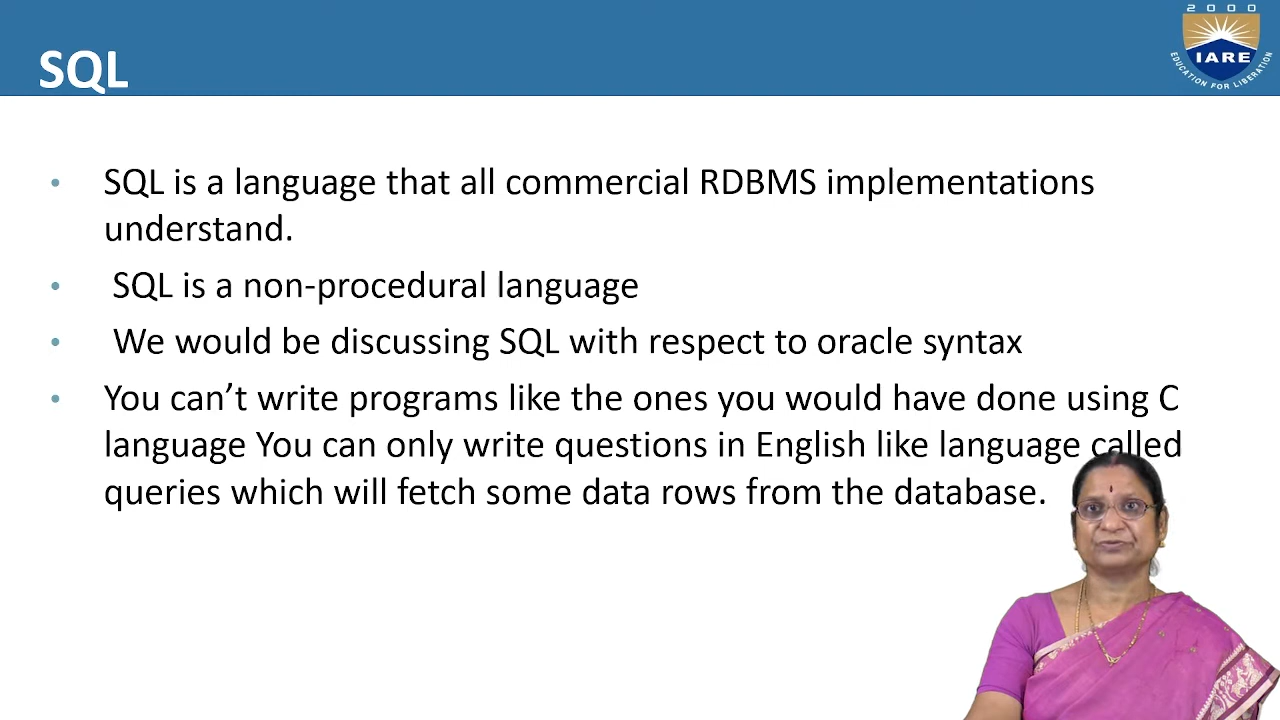 2000
IARE
EDUCATION FOR LIBERATION
SQL
• SQL is a language that all commercial RDBMS implementations
understand.
• SQL is a non-procedural language
• We would be discussing SQL with respect to oracle syntax
• You can’t write programs like the ones you would have done using C
language You can only write questions in English like language called
queries which will fetch some data rows from the database.